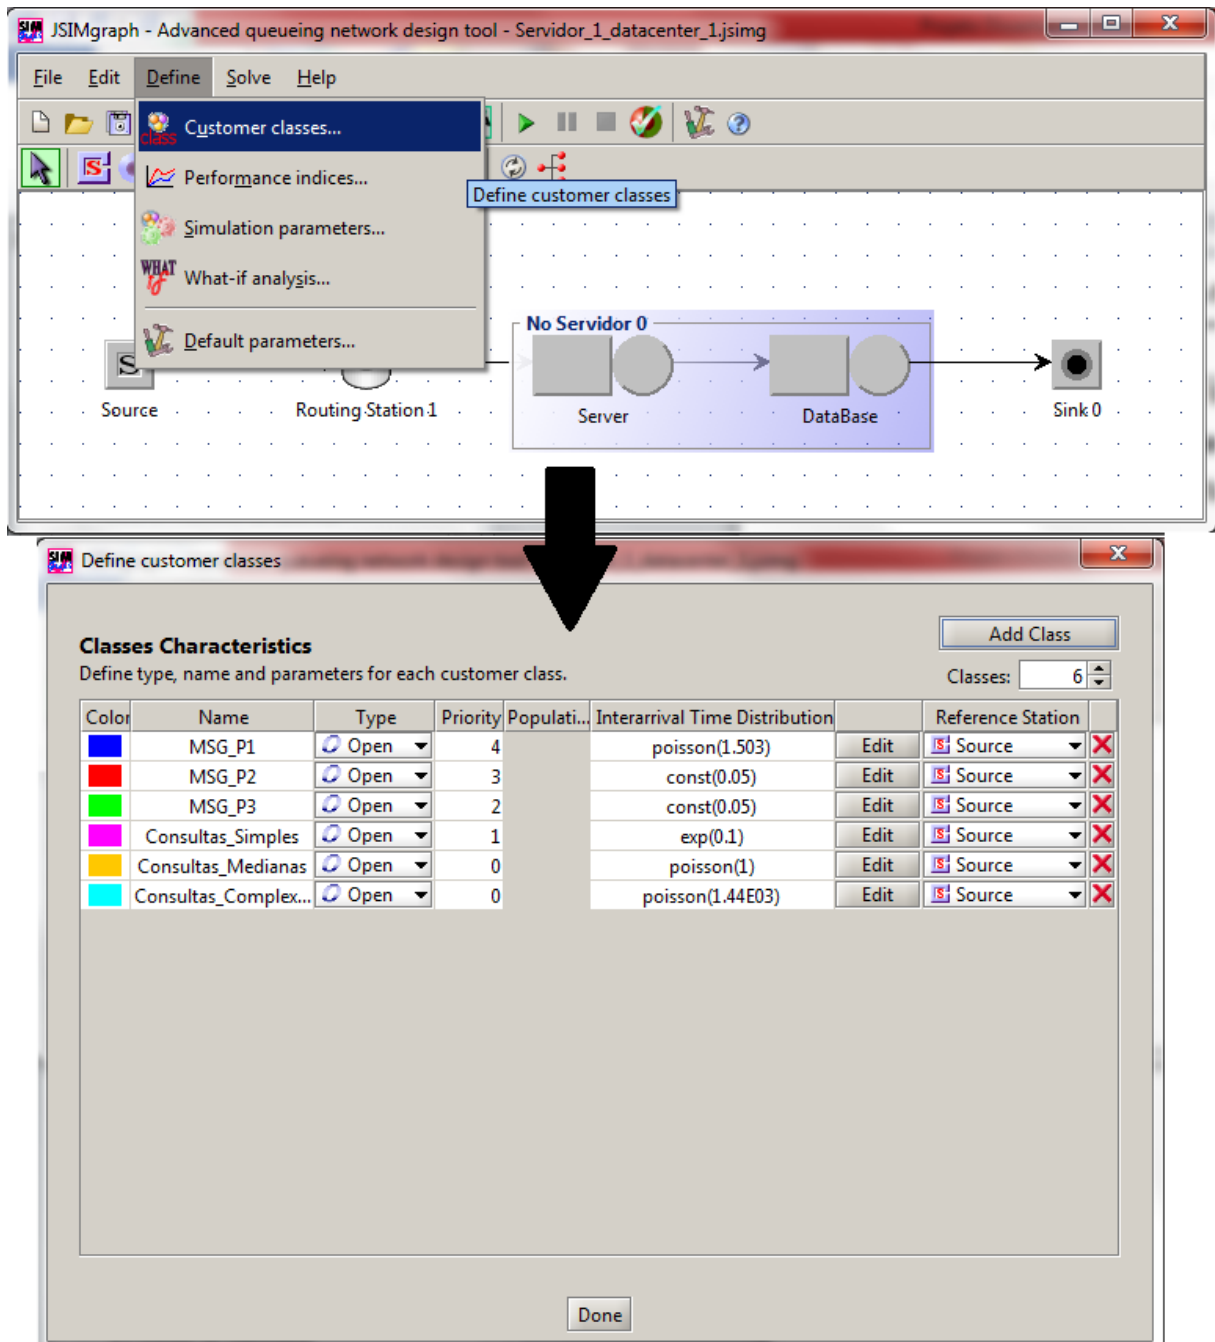 JSIMgraph - Advanced queueing network design tool - Servidor_1_datacenter_1.jsimg
File Edit Define Solve Help
Customer classes...
Performance indices...
Define customer classes
Simulation parameters...
What-if analysis...
Default parameters...
No Servidor 0
Source Routing Station 1 Server DataBase Sink 0
Define customer classes
Add Class
Classes Characteristics
Define type, name and parameters for each customer class.
Classes: 6
Color Name Type Priority Populati... Interarrival Time Distribution Reference Station
MSG_P1 Open 4 poisson(1.503) Edit Source
MSG_P2 Open 3 const(0.05) Edit Source
MSG_P3 Open 2 const(0.05) Edit Source
Consultas_Simples Open 1 exp(0.1) Edit Source
Consultas_Medianas Open 0 poisson(1) Edit Source
Consultas_Complex... Open 0 poisson(1.44E03) Edit Source
Done